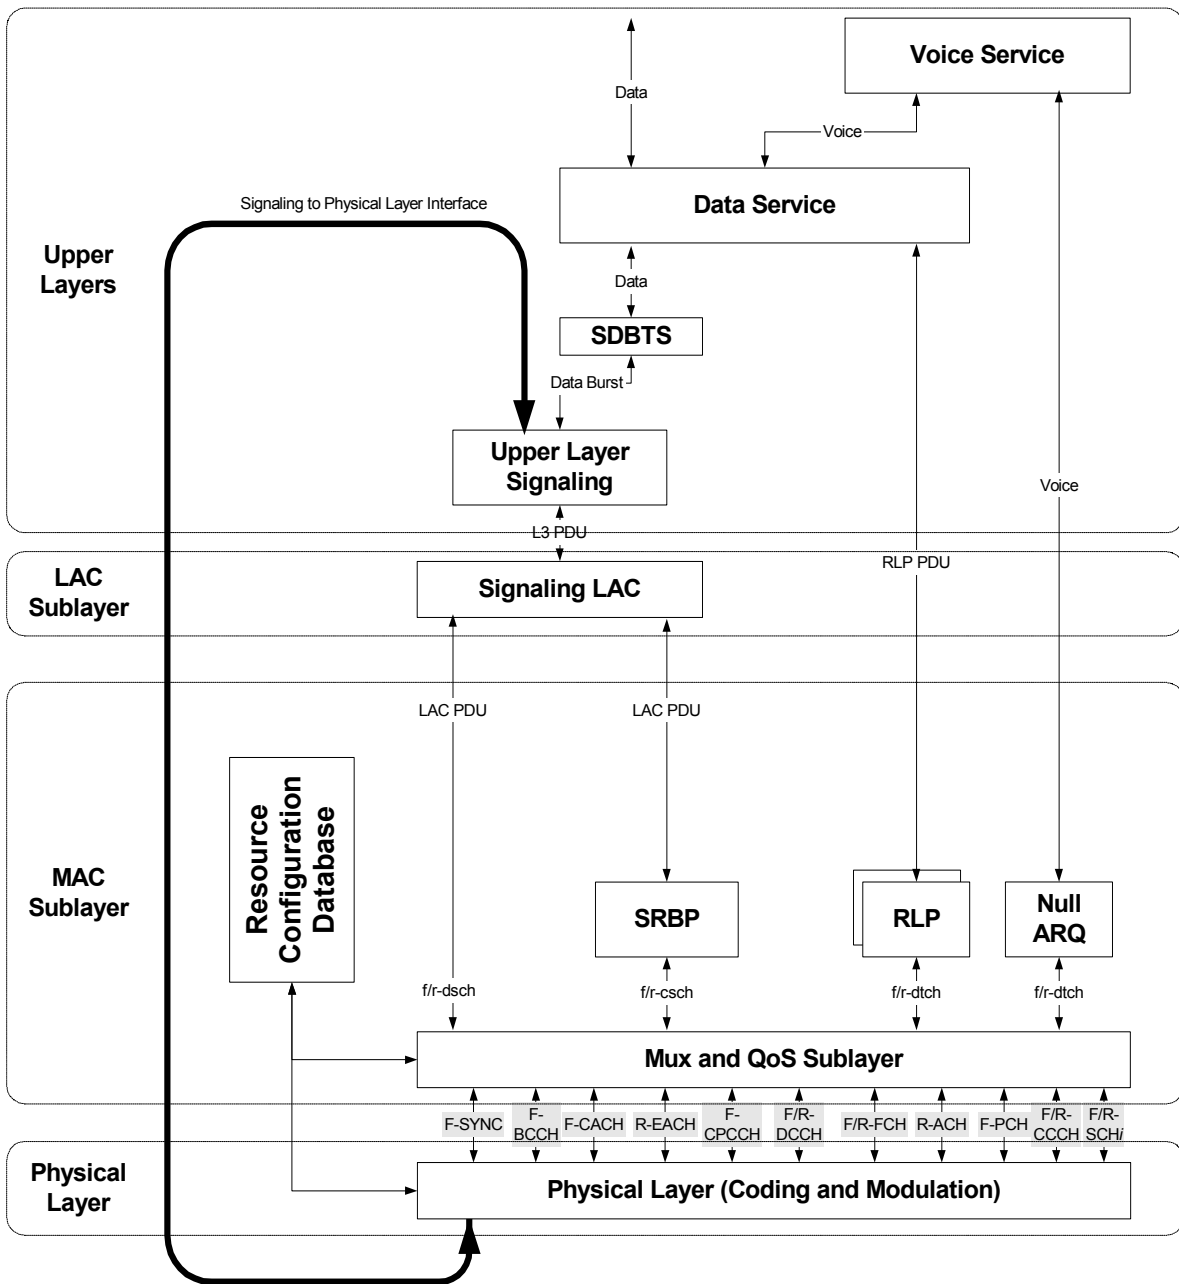 Voice Service
Data
Voice
Data Service
Signaling to Physical Layer Interface
Upper
Layers
Data
SDBTS
Data Burst
Upper Layer
Signaling
Voice
L3 PDU
RLP PDU
LAC
Sublayer
Signaling LAC
LAC PDU
LAC PDU
Resource
Configuration
Database
MAC
Sublayer
SRBP
RLP
Null
ARQ
f/r-dsch
f/r-csch
f/r-dtch
f/r-dtch
Mux and QoS Sublayer
F-SYNC
F-
BCCH
F-CACH
R-EACH
F-
CPCCH
F/R-
DCCH
F/R-FCH
R-ACH
F-PCH
F/R-
CCCH
F/R-
SCHi
Physical
Layer
Physical Layer (Coding and Modulation)